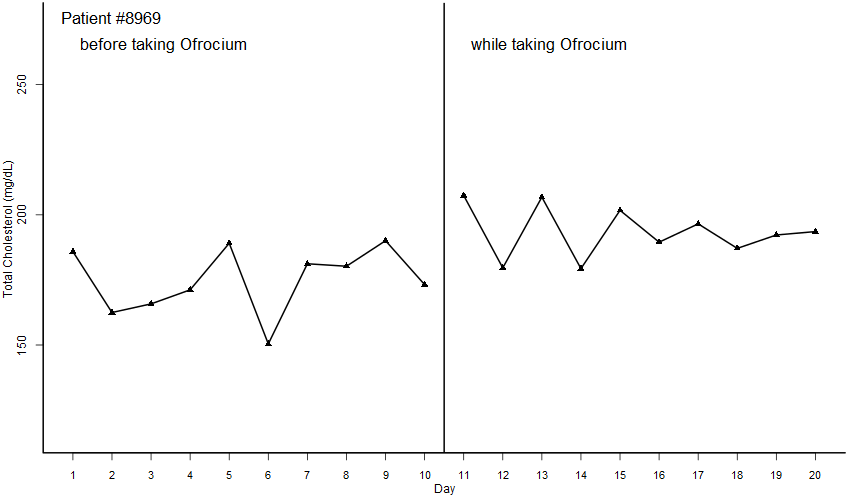 Patient #8969
before taking Ofrocium
while taking Ofrocium
Total Cholesterol (mg/dL)
250
200
150
1 2 3 4 5 6 7 8 9 10 11 12 13 14 15 16 17 18 19 20
Day